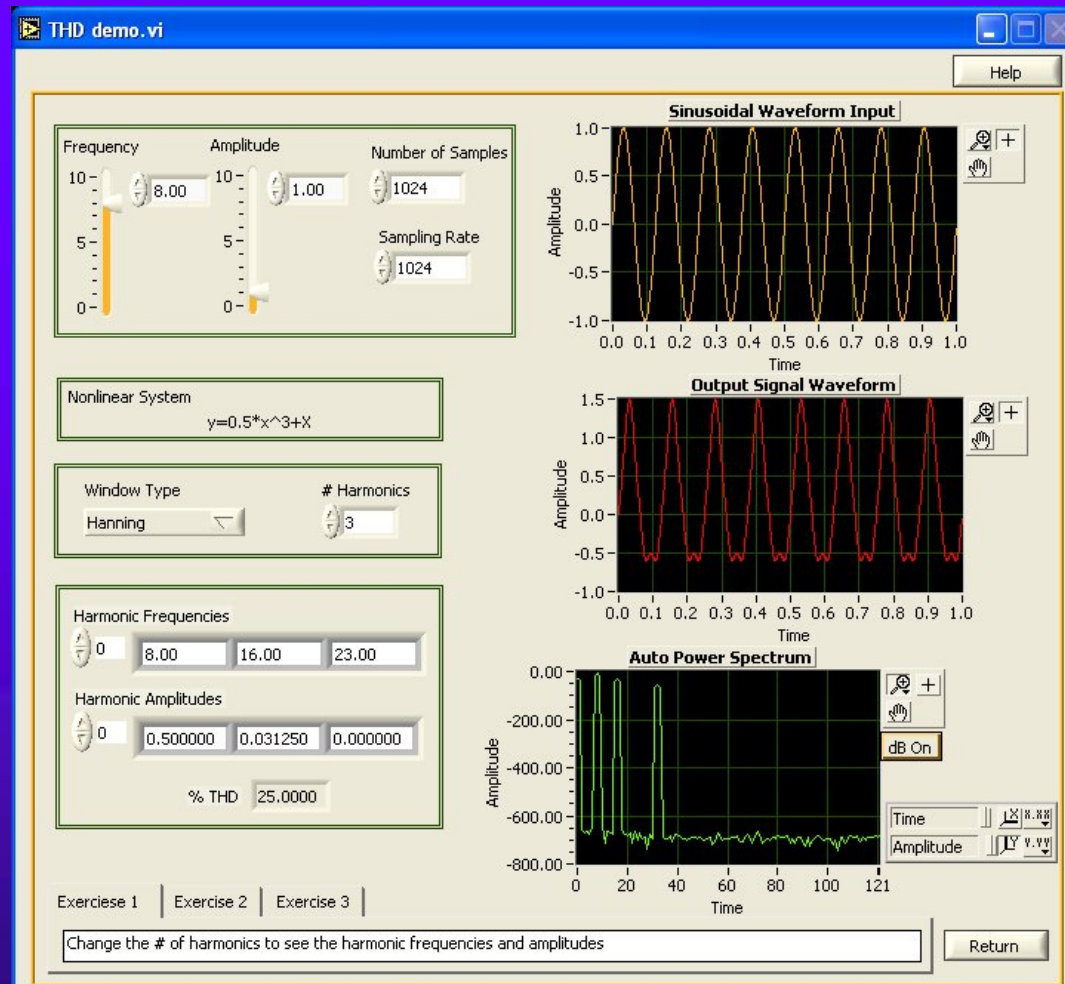 THD demo.vi
Help
Frequency
10
5
0
8.00
Amplitude
10
5
0
1.00
Number of Samples
1024
Sampling Rate
1024
Nonlinear System
y=0.5*x^3+X
Window Type
Hanning
# Harmonics
3
Harmonic Frequencies
0
8.00 16.00 23.00
Harmonic Amplitudes
0
0.500000 0.031250 0.000000
% THD 25.0000
Sinusoidal Waveform Input
Amplitude
1.0
0.5
0.0
-0.5
-1.0
0.0 0.1 0.2 0.3 0.4 0.5 0.6 0.7 0.8 0.9 1.0
Time
Output Signal Waveform
Amplitude
1.5
1.0
0.5
0.0
-0.5
-1.0
0.0 0.1 0.2 0.3 0.4 0.5 0.6 0.7 0.8 0.9 1.0
Time
Auto Power Spectrum
Amplitude
0.00
-200.00
-400.00
-600.00
-800.00
0 20 40 60 80 100 121
Time
dB On
Time X X.XX
Amplitude Y Y.YY
Exerciese 1 Exercise 2 Exercise 3
Change the # of harmonics to see the harmonic frequencies and amplitudes
Return